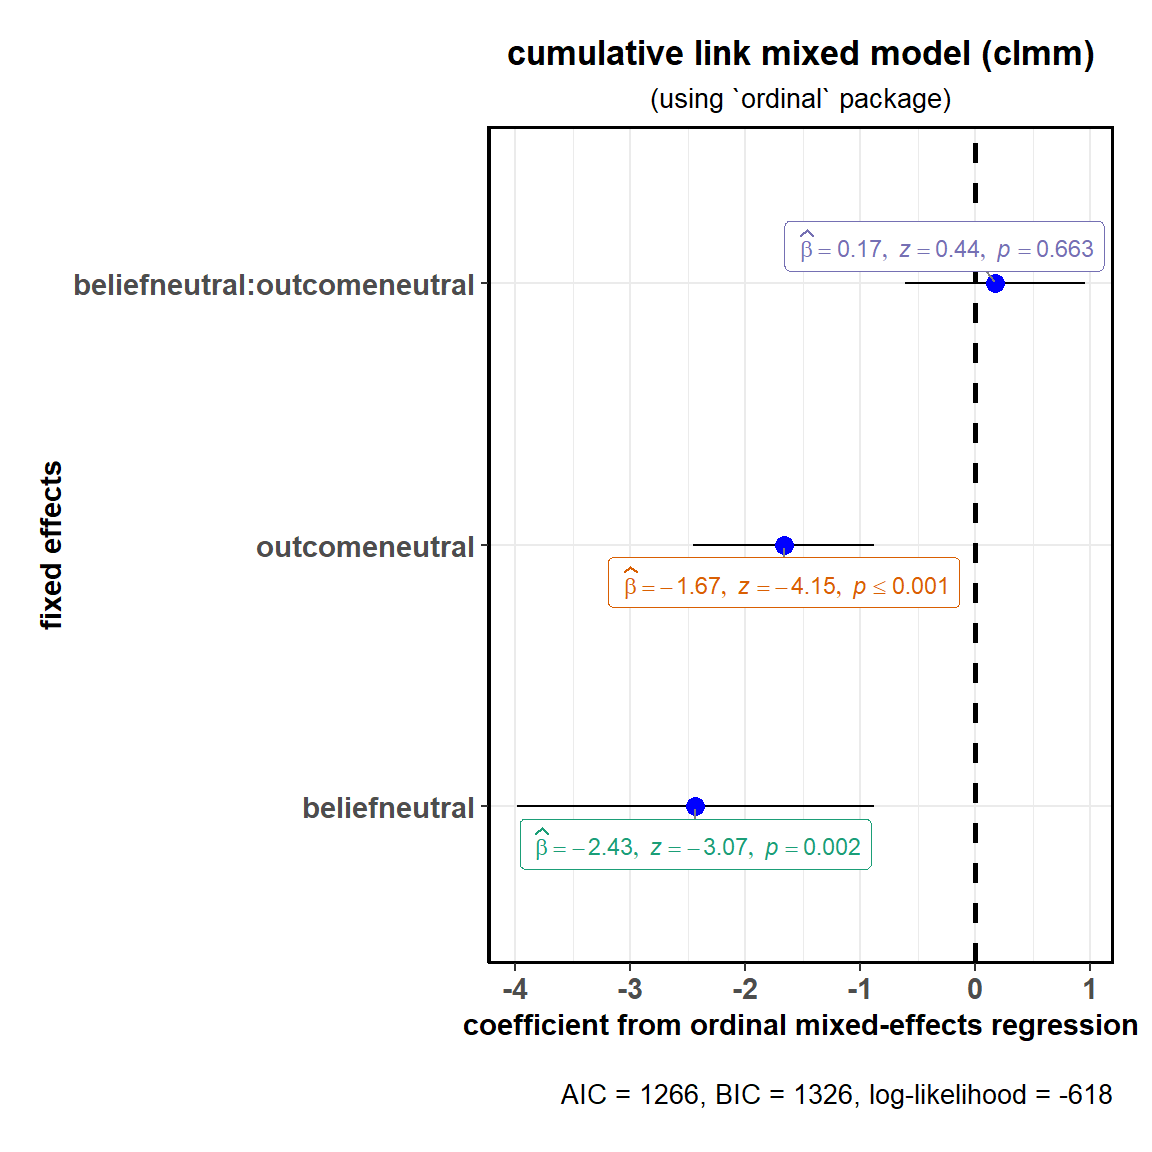 cumulative link mixed model (clmm)
(using `ordinal` package)
fixed effects
beliefneutral:outcomeneutral
β̂ = 0.17, z = 0.44, p = 0.663
outcomeneutral
β̂ = −1.67, z = −4.15, p ≤ 0.001
beliefneutral
β̂ = −2.43, z = −3.07, p = 0.002
-4 -3 -2 -1 0 1
coefficient from ordinal mixed-effects regression
AIC = 1266, BIC = 1326, log-likelihood = -618